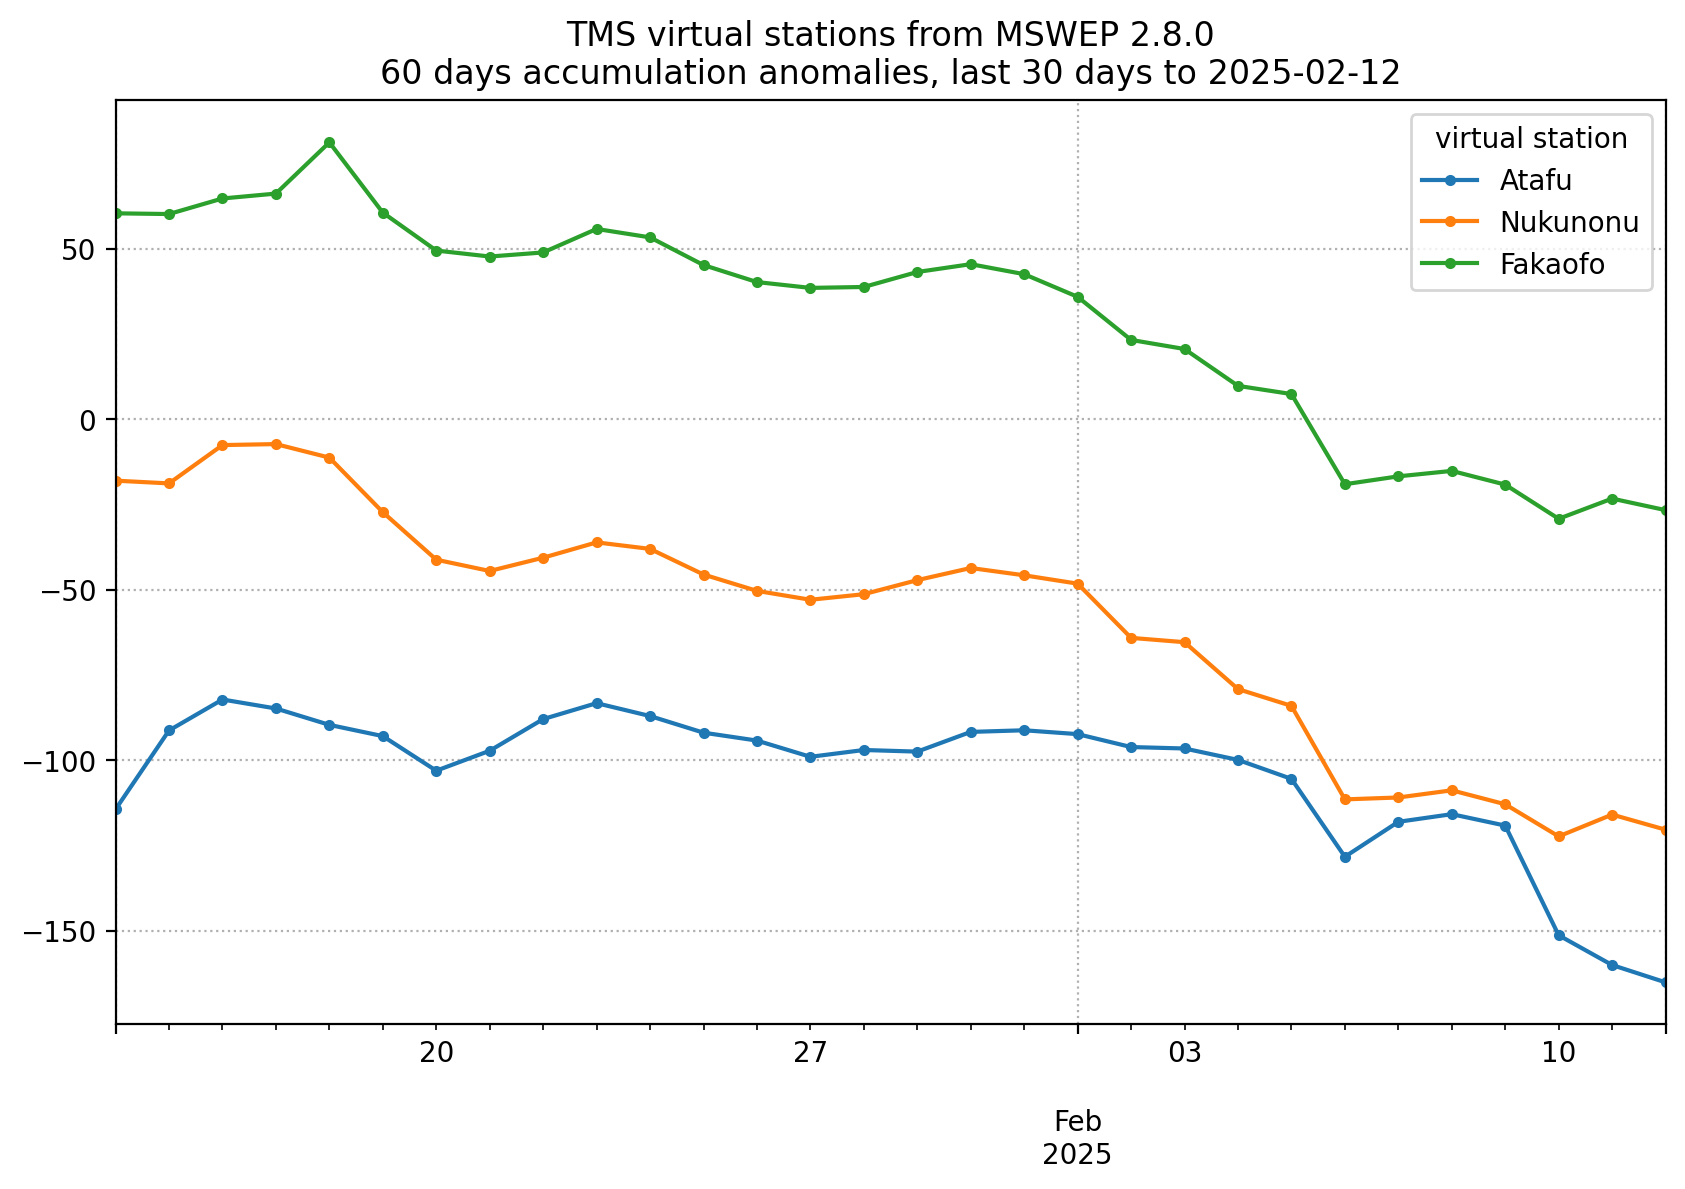 TMS virtual stations from MSWEP 2.8.0
60 days accumulation anomalies, last 30 days to 2025-02-12
virtual station
Atafu
Nukunonu
Fakaofo
50
0
−50
−100
−150
20
27
03
10
Feb
2025